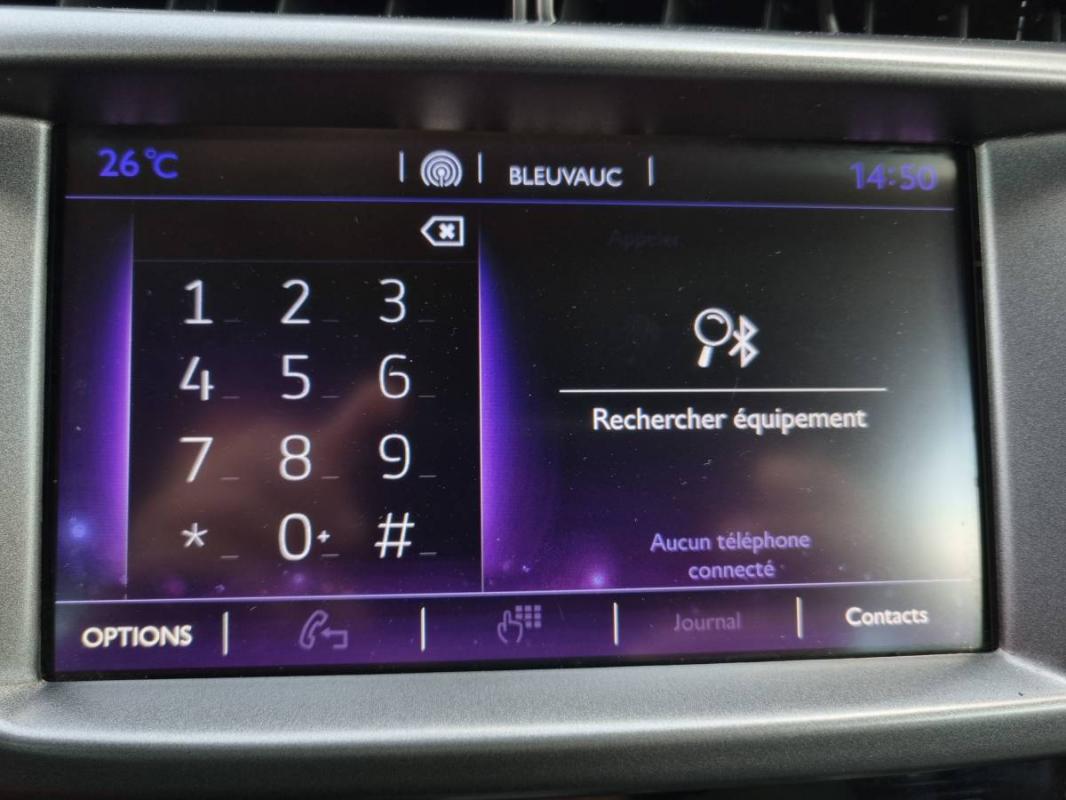 26°C BLEUVAUC 14:50
Appeler
1 2 3
4 5 6
7 8 9
* 0+ #
Rechercher équipement
Aucun téléphone
connecté
OPTIONS Journal Contacts